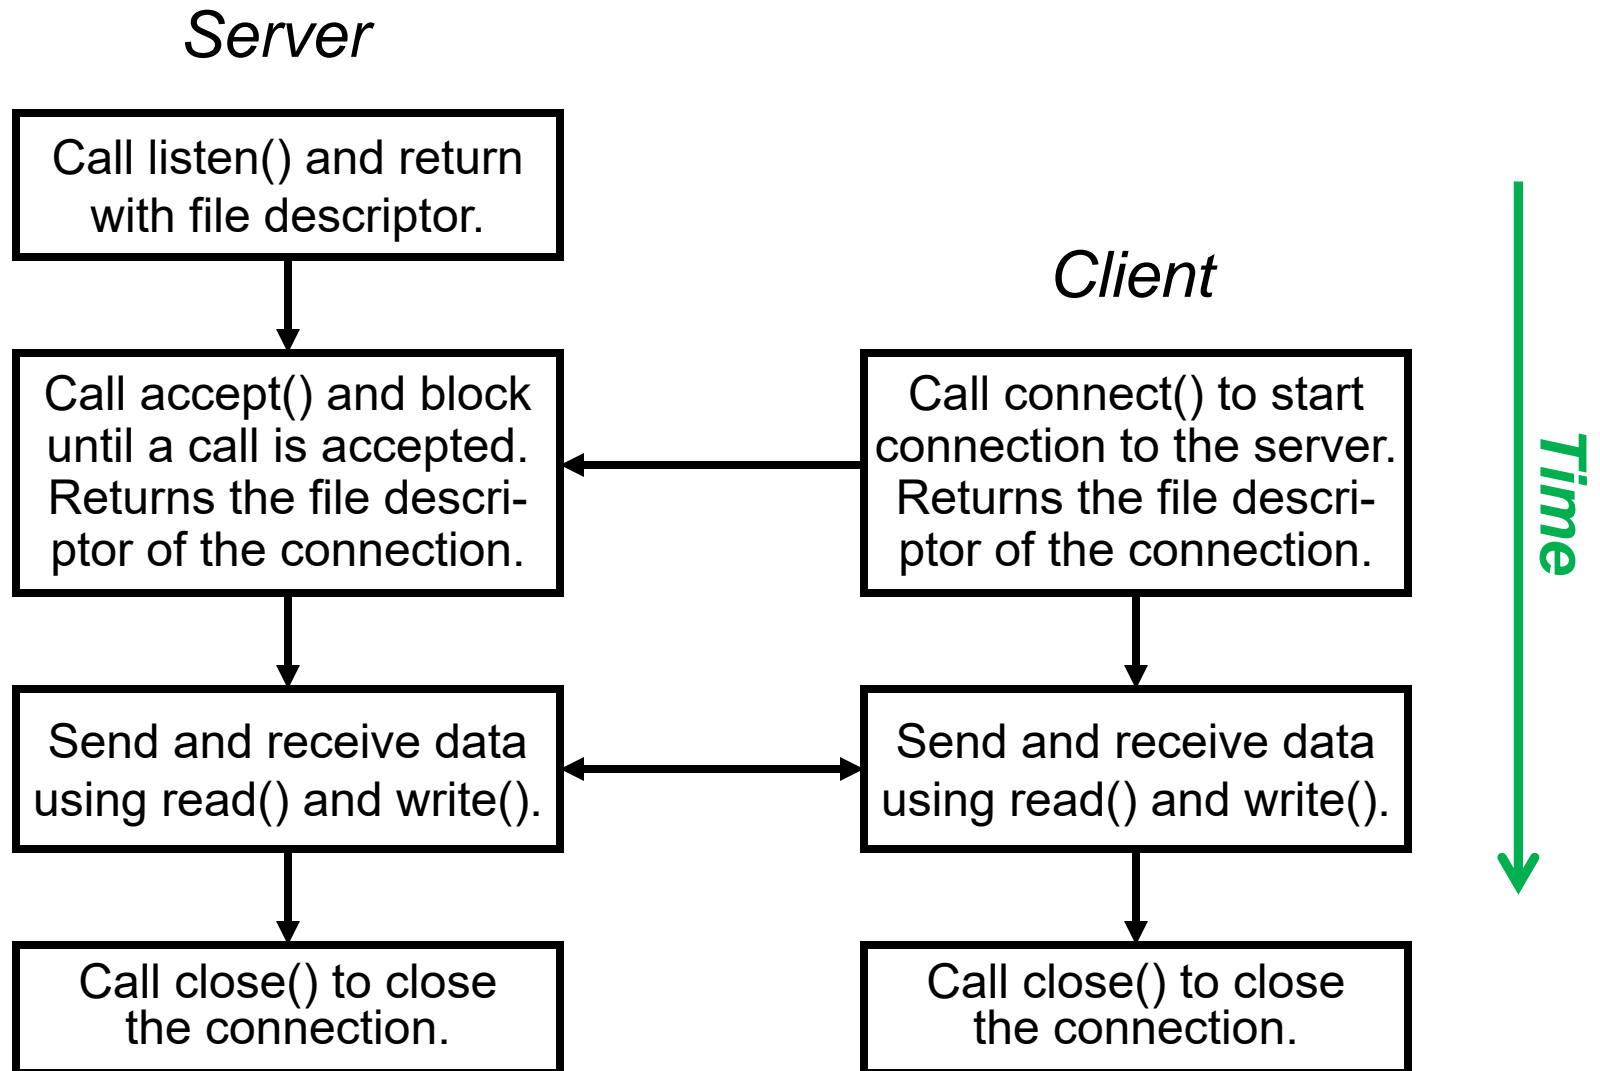 Server
Call listen() and return
with file descriptor.
Client
Call accept() and block
until a call is accepted.
Returns the file descri-
ptor of the connection.
Call connect() to start
connection to the server.
Returns the file descri-
ptor of the connection.
Time
Send and receive data
using read() and write().
Send and receive data
using read() and write().
Call close() to close
the connection.
Call close() to close
the connection.